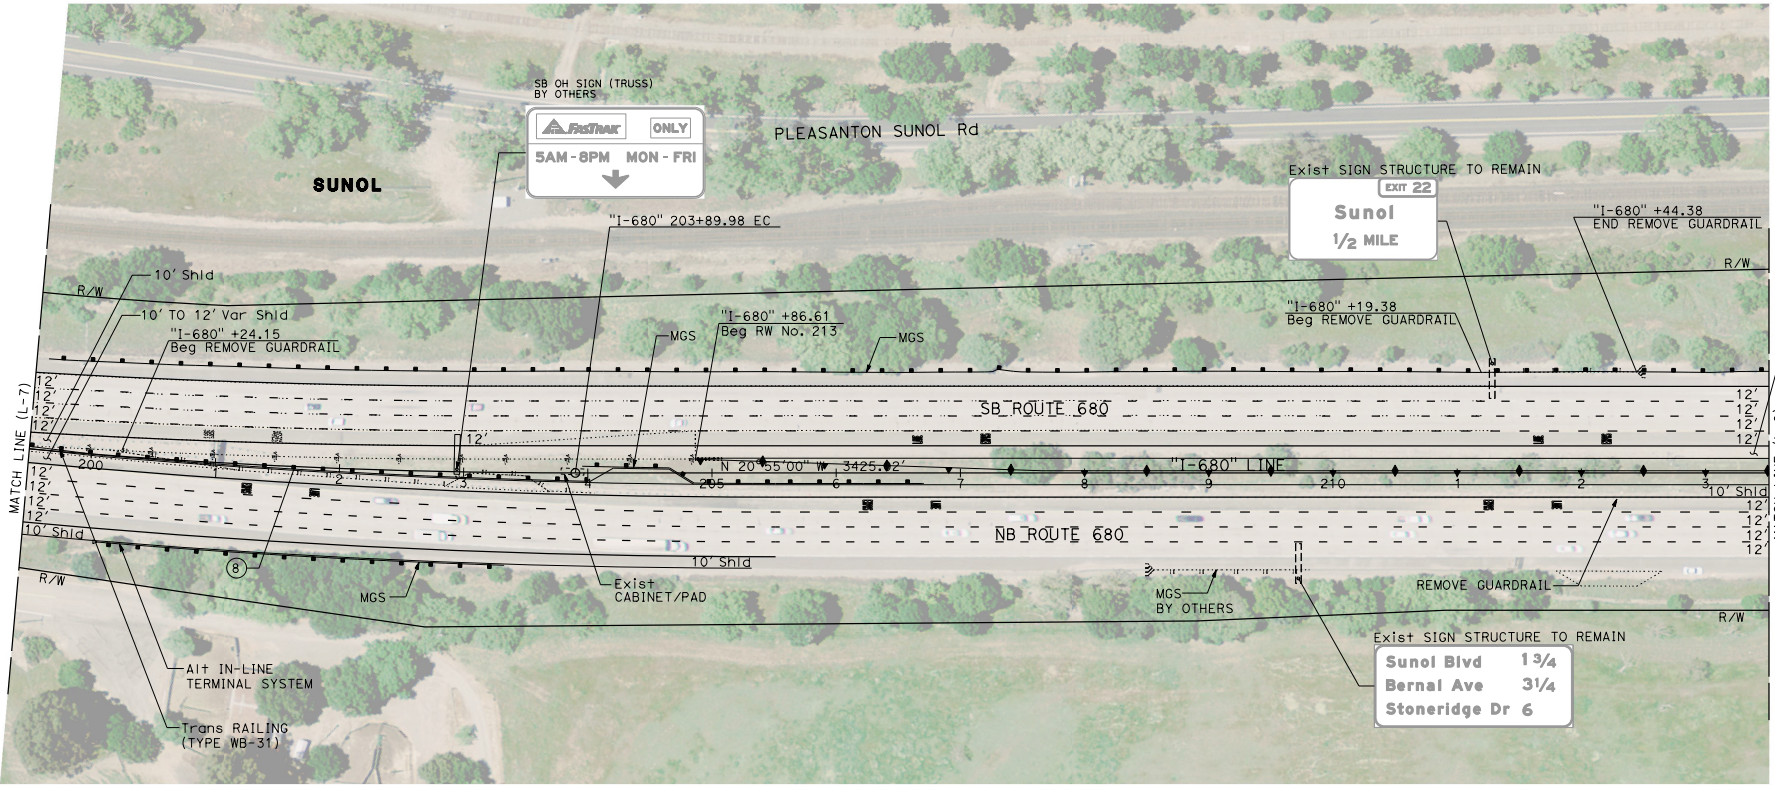 SB OH SIGN (TRUSS)
BY OTHERS
FASTRAK ONLY
5AM-8PM MON-FRI
PLEASANTON SUNOL Rd
SUNOL
Exist SIGN STRUCTURE TO REMAIN
EXIT 22
Sunol
1/2 MILE
"I-680" 203+89.98 EC
"I-680" +44.38
END REMOVE GUARDRAIL
R/W
10' Shld
R/W
10' TO 12' Var Shld
"I-680" +24.15
Beg REMOVE GUARDRAIL
"I-680" +86.61
Beg RW No. 213
MGS
MGS
"I-680" +19.38
Beg REMOVE GUARDRAIL
MATCH LINE (L-7)
12'
12'
12'
12'
SB ROUTE 680
12'
12'
12'
12'
12'
200
2
3
4
205
6
7
8
9
210
1
2
3
"I-680" LINE
12'
12'
12'
12'
10' Shld
NB ROUTE 680
10' Shld
12'
12'
12'
12'
10' Shld
8
R/W
MGS
Exist
CABINET/PAD
MGS
BY OTHERS
REMOVE GUARDRAIL
R/W
Exist SIGN STRUCTURE TO REMAIN
Sunol Blvd 1 3/4
Bernal Ave 3 1/4
Stoneridge Dr 6
Alt IN-LINE
TERMINAL SYSTEM
Trans RAILING
(TYPE WB-31)